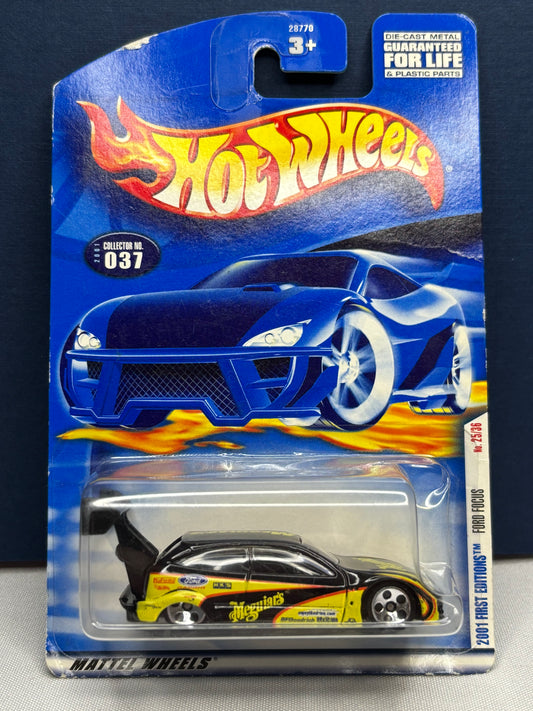 28770
3+
DIE-CAST METAL
GUARANTEED
FOR LIFE
& PLASTIC PARTS
HOT WHEELS
2001
COLLECTOR NO.
037
No. 25/36
2001 FIRST EDITIONS™ FORD FOCUS
Ford
Meguiar's
BFGoodrich
MATTEL WHEELS®